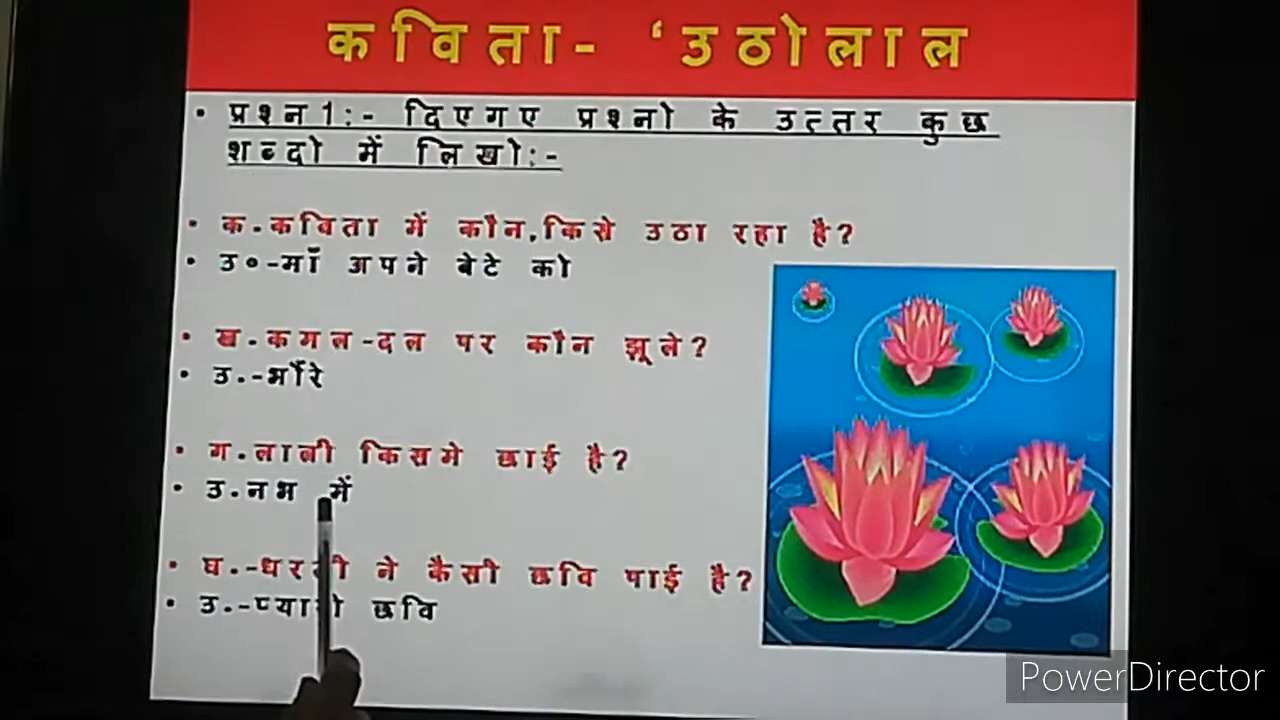 कविता- ‘उठोलाल
• प्रश्न1:- दिएगए प्रश्नो के उत्तर कुछ
शब्दो में लिखो:-
• क.कविता में कौन,किसे उठा रहा है?
• उ०-माँ अपने बेटे को
• ख.कमल-दल पर कौन झूले?
• उ.-भौंरे
• ग.लाली किसमे छाई है?
• उ.नभ में
• घ.-धरती ने कैसी छवि पाई है?
• उ.-प्यारी छवि
PowerDirector